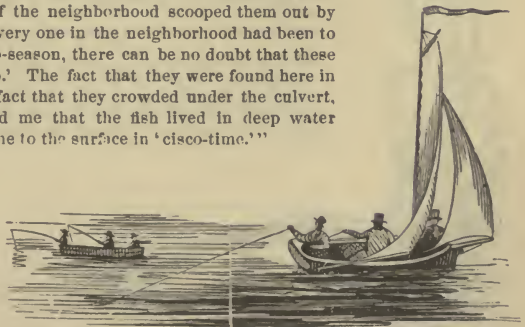 f the neighborhood scooped them out by
very one in the neighborhood had been to
-season, there can be no doubt that these
.' The fact that they were found here in
fact that they crowded under the culvert,
d me that the fish lived in deep water
ne to the surface in 'cisco-time.'"